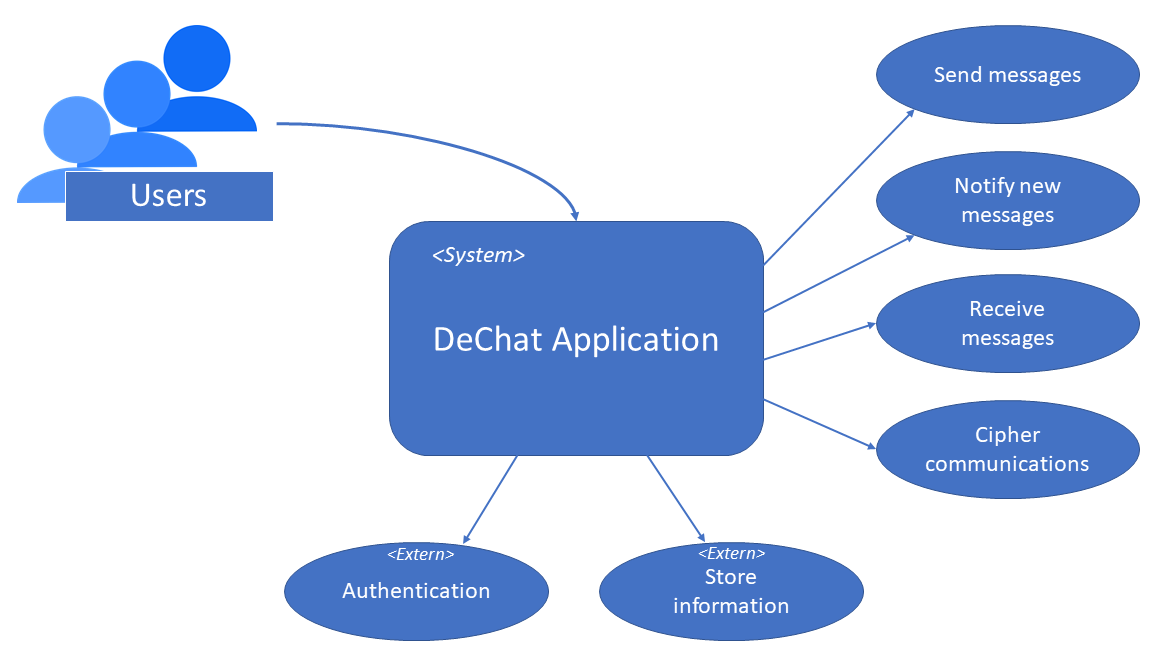 Users
<System>
DeChat Application
Send messages
Notify new
messages
Receive
messages
Cipher
communications
<Extern>
Authentication
<Extern>
Store
information